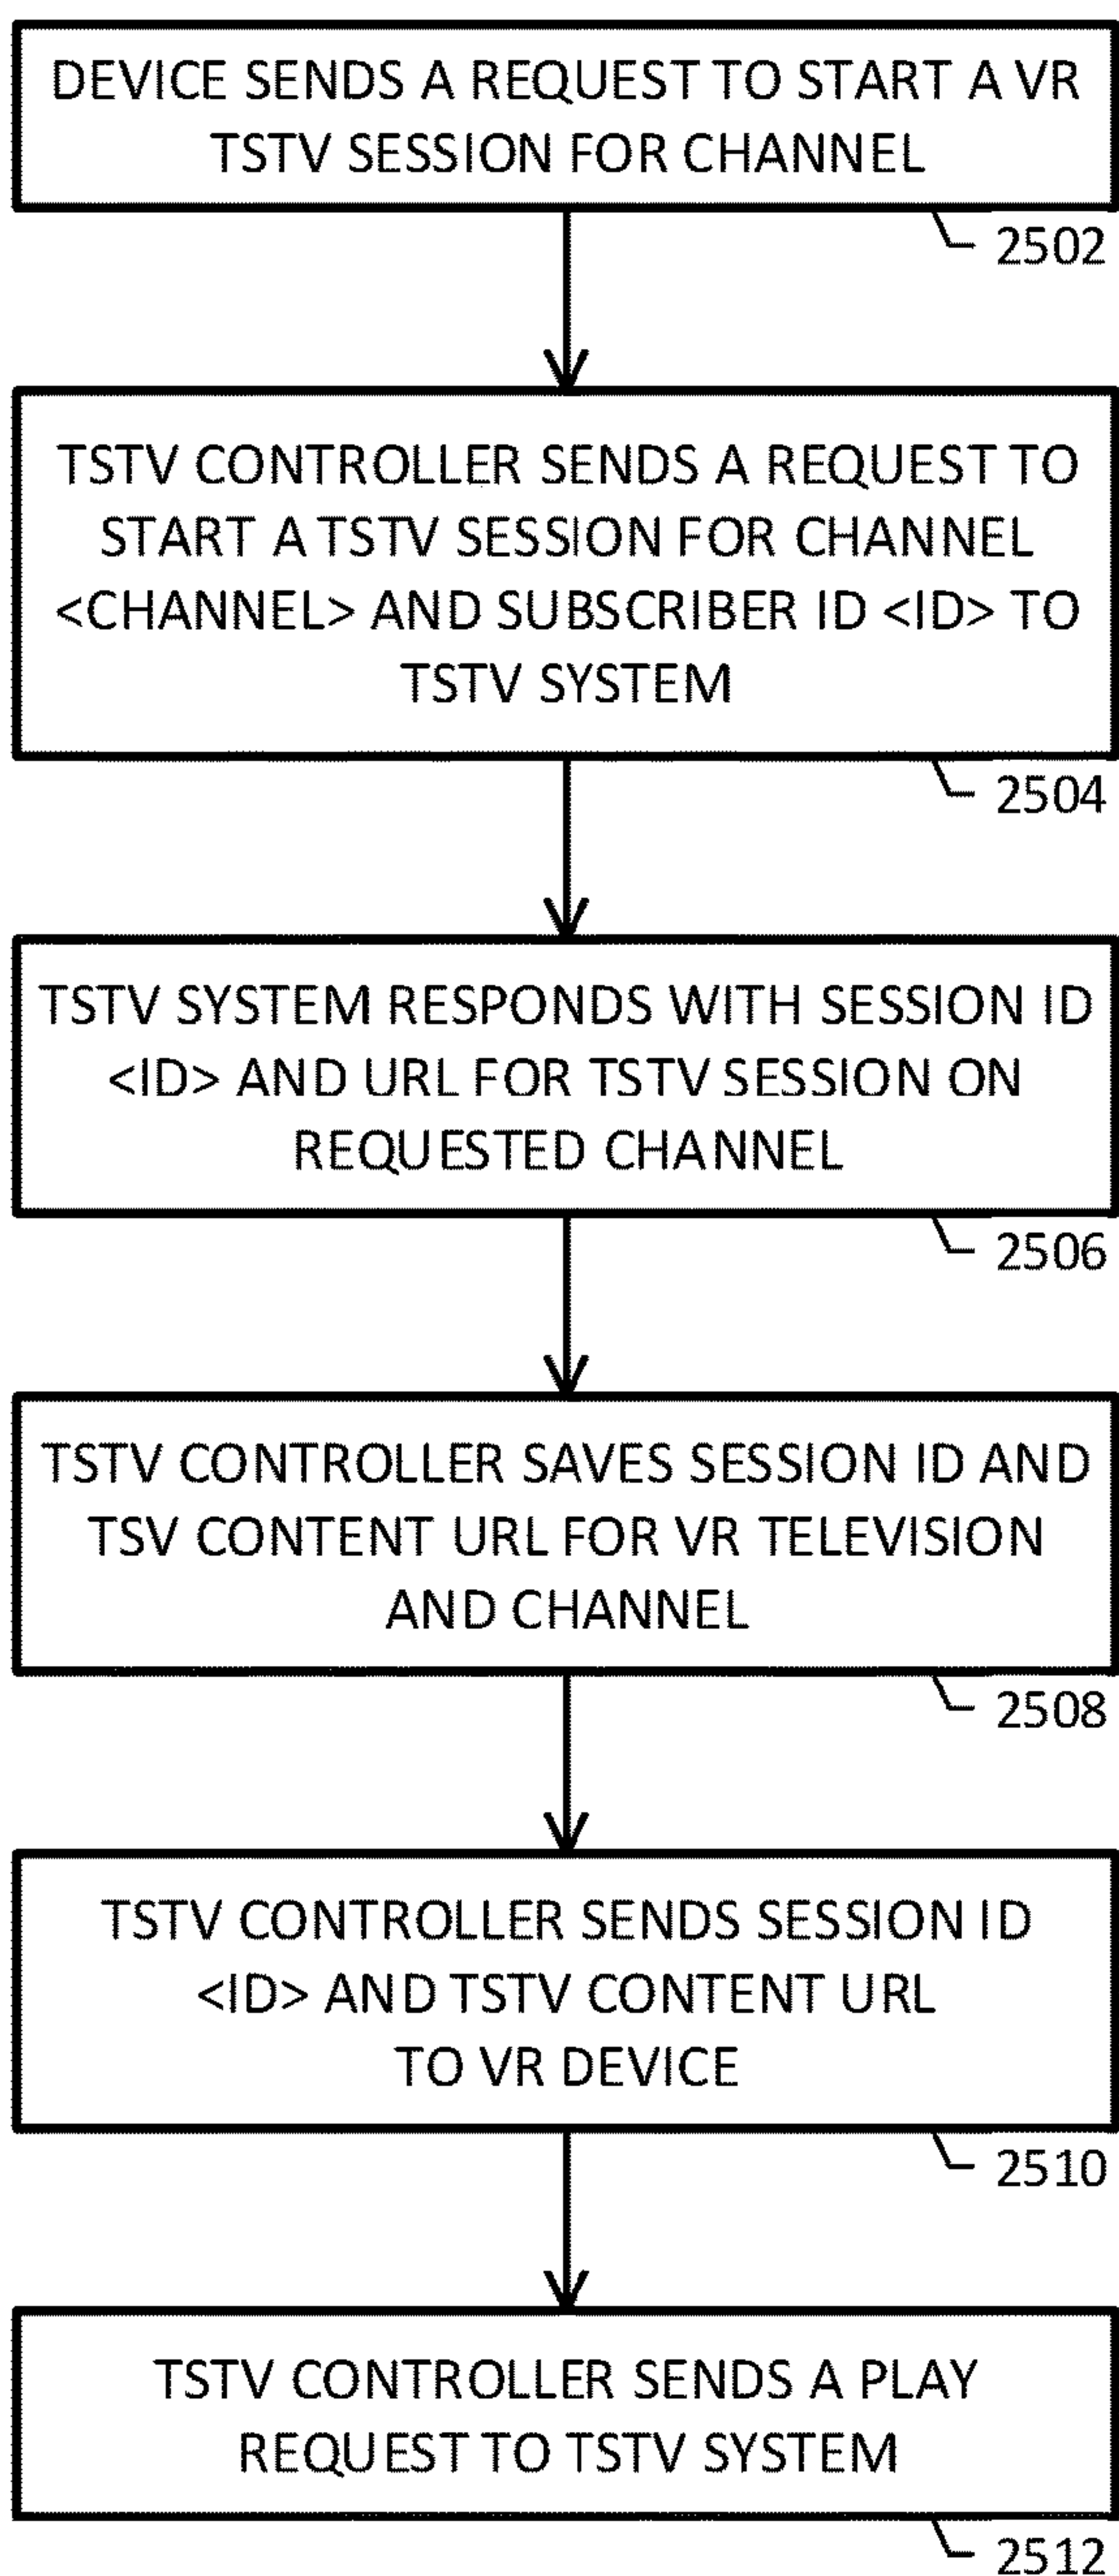 DEVICE SENDS A REQUEST TO START A VR
TSTV SESSION FOR CHANNEL
2502
TSTV CONTROLLER SENDS A REQUEST TO
START A TSTV SESSION FOR CHANNEL
<CHANNEL> AND SUBSCRIBER ID <ID> TO
TSTV SYSTEM
2504
TSTV SYSTEM RESPONDS WITH SESSION ID
<ID> AND URL FOR TSTV SESSION ON
REQUESTED CHANNEL
2506
TSTV CONTROLLER SAVES SESSION ID AND
TSV CONTENT URL FOR VR TELEVISION
AND CHANNEL
2508
TSTV CONTROLLER SENDS SESSION ID
<ID> AND TSTV CONTENT URL
TO VR DEVICE
2510
TSTV CONTROLLER SENDS A PLAY
REQUEST TO TSTV SYSTEM
2512